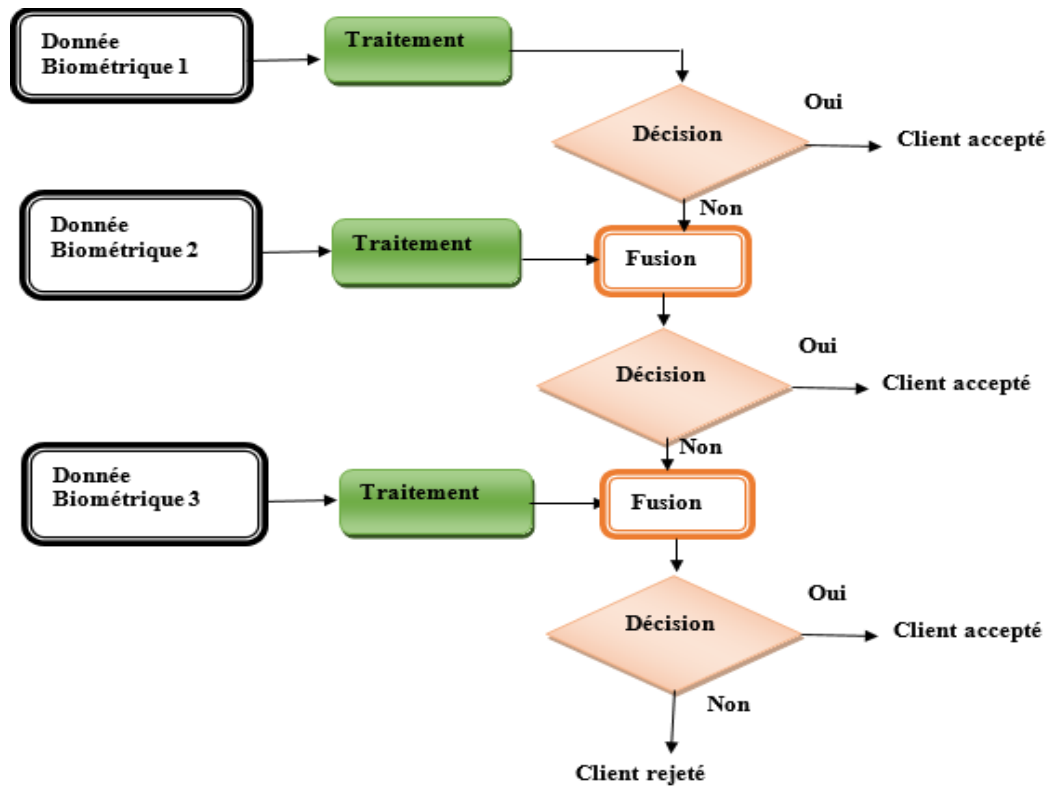 Donnée
Biométrique 1
Traitement
Décision
Oui
Client accepté
Non
Donnée
Biométrique 2
Traitement
Fusion
Décision
Oui
Client accepté
Non
Donnée
Biométrique 3
Traitement
Fusion
Décision
Oui
Client accepté
Non
Client rejeté